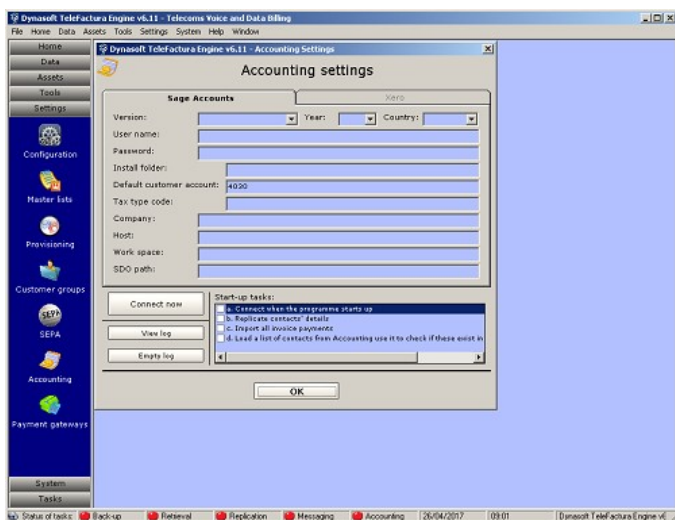 Dynasoft TeleFactura Engine v6.11 - Telecoms Voice and Data Billing
File Home Data Assets Tools Settings System Help Window
Home
Data
Assets
Tools
Settings
Configuration
Master lists
Provisioning
Customer groups
SEPA
SEPA
Accounting
Payment gateways
System
Tasks
Dynasoft TeleFactura Engine v6.11 - Accounting Settings
Accounting settings
Sage Accounts Xero
Version: Year: Country:
User name:
Password:
Install folder:
Default customer account: 4020
Tax type code:
Company:
Host:
Work space:
SDO path:
Connect now
View log
Empty log
Start-up tasks:
a. Connect when the programme starts up
b. Replicate contacts' details
c. Import all invoice payments
d. Load a list of contacts from Accounting use it to check if these exist in
OK
Status of tasks: Back-up Retrieval Replication Messaging Accounting 26/04/2017 09:01 Dynasoft TeleFactura Engine v6